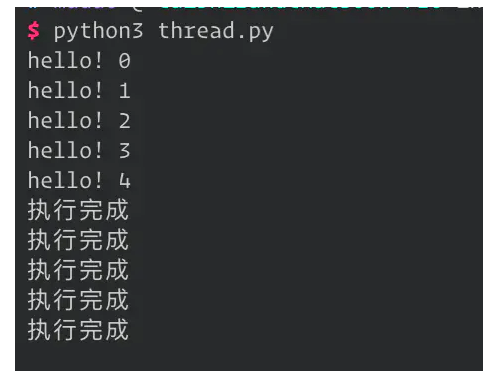 $ python3 thread.py
hello! 0
hello! 1
hello! 2
hello! 3
hello! 4
执行完成
执行完成
执行完成
执行完成
执行完成